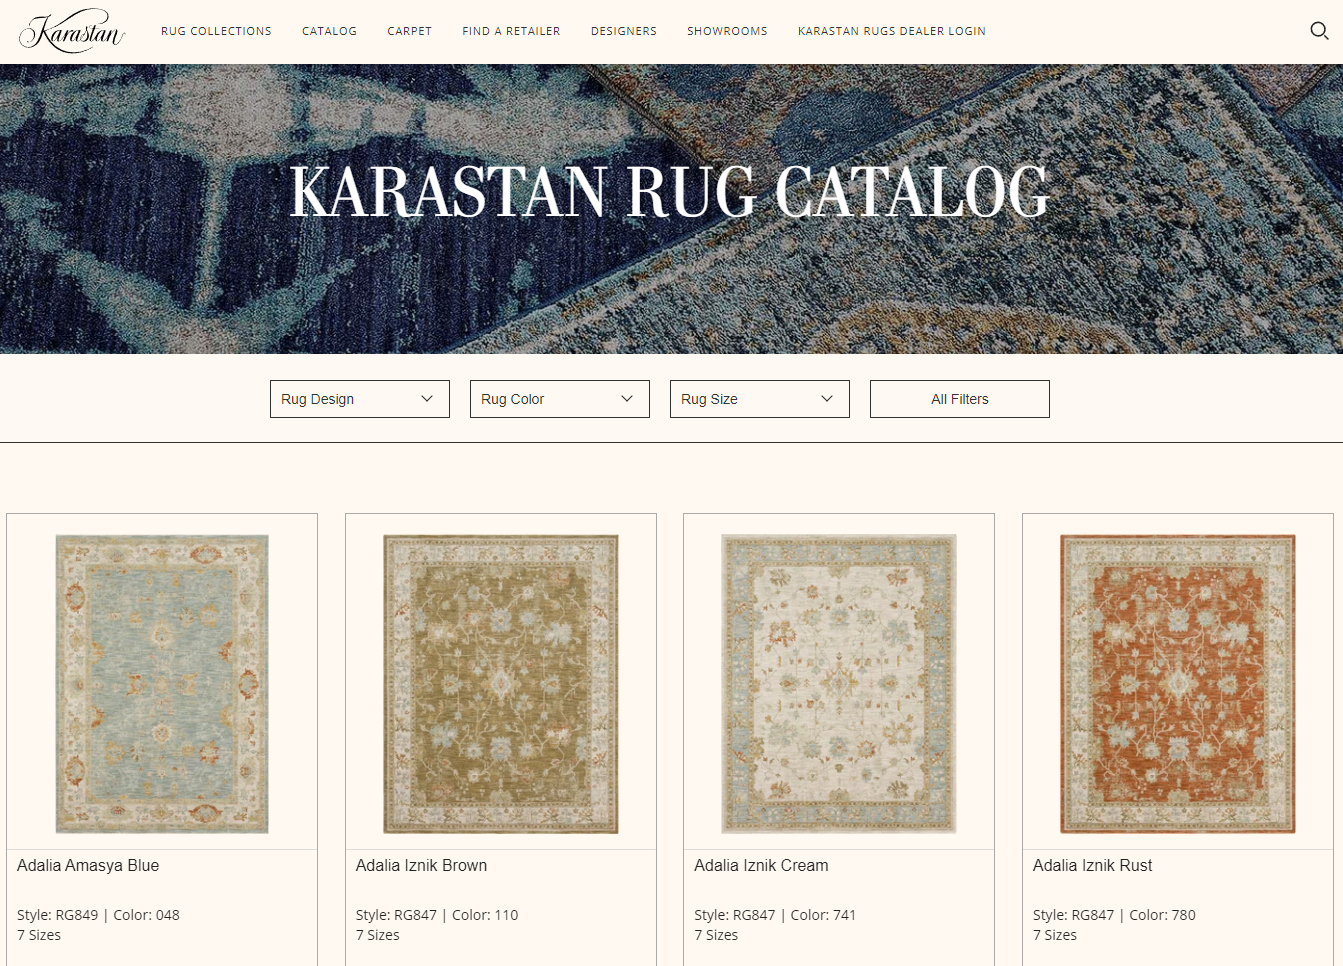 Karastan
RUG COLLECTIONS
CATALOG
CARPET
FIND A RETAILER
DESIGNERS
SHOWROOMS
KARASTAN RUGS DEALER LOGIN
KARASTAN RUG CATALOG
Rug Design
Rug Color
Rug Size
All Filters
Adalia Amasya Blue
Style: RG849 | Color: 048
7 Sizes
Adalia Iznik Brown
Style: RG847 | Color: 110
7 Sizes
Adalia Iznik Cream
Style: RG847 | Color: 741
7 Sizes
Adalia Iznik Rust
Style: RG847 | Color: 780
7 Sizes